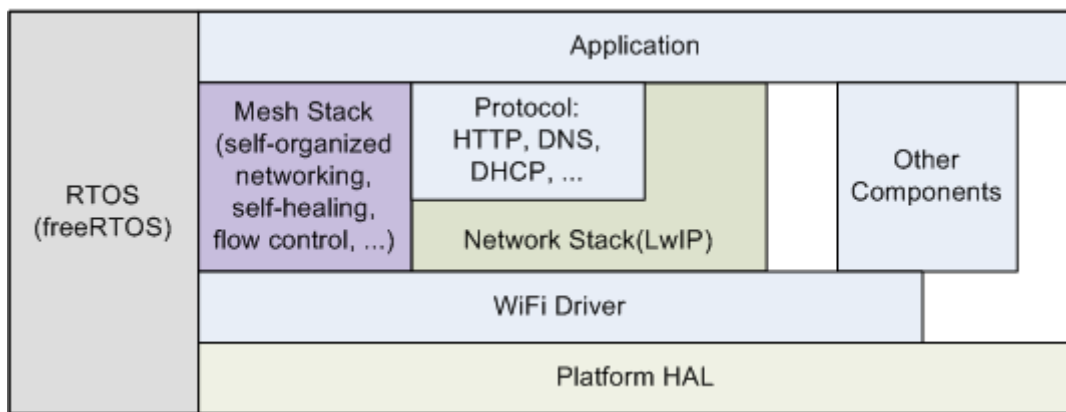 Application
Mesh Stack
(self-organized
networking,
self-healing,
flow control, ...)
Protocol:
HTTP, DNS,
DHCP, ...
Other
Components
RTOS
(freeRTOS)
Network Stack(LwIP)
WiFi Driver
Platform HAL